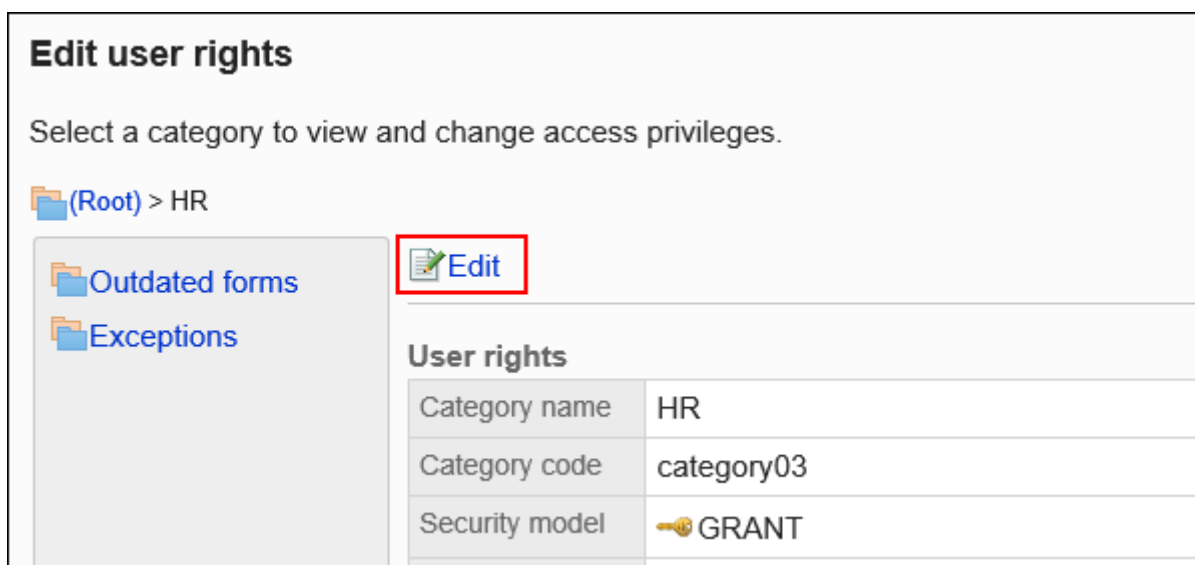 Edit user rights
Select a category to view and change access privileges.
(Root) > HR
Outdated forms
Exceptions
Edit
User rights
Category name HR
Category code category03
Security model GRANT